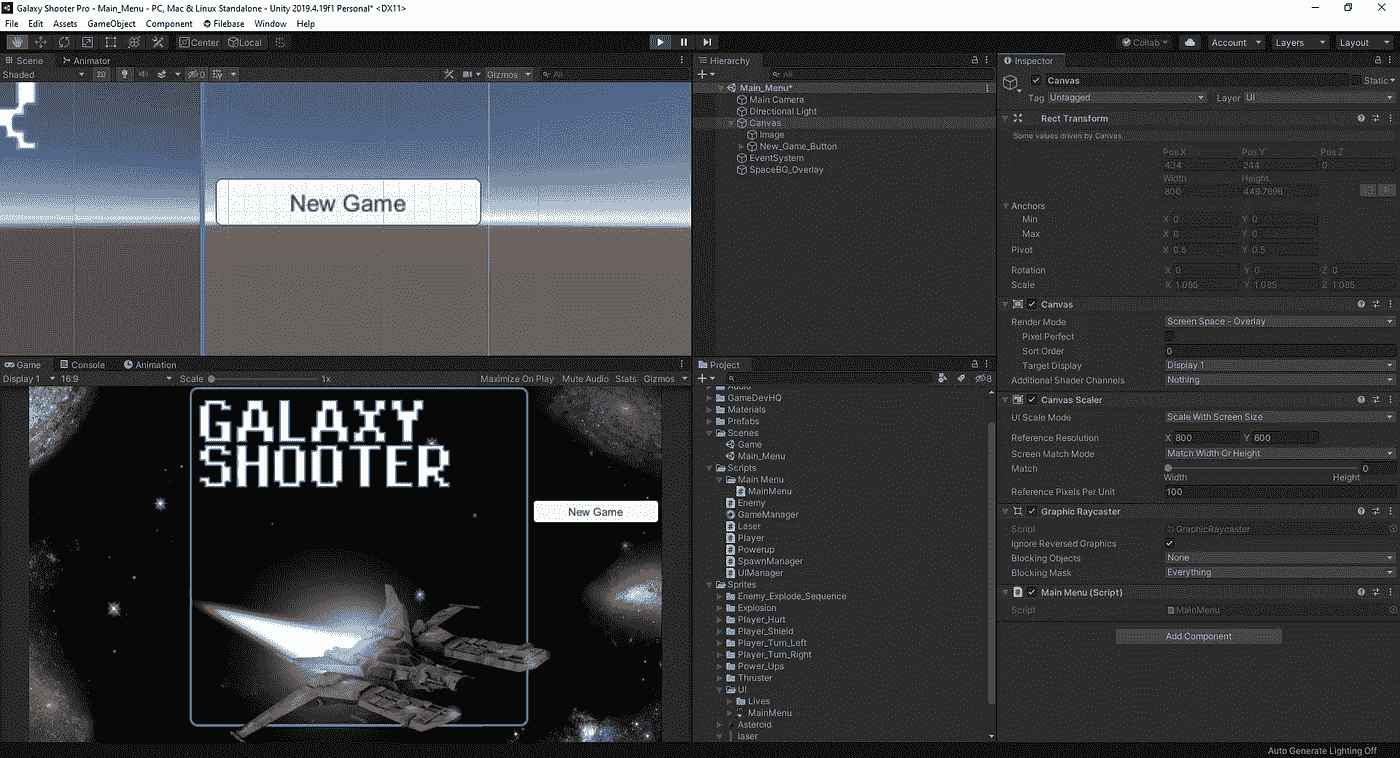 Galaxy Shooter Pro - Main_Menu - PC, Mac & Linux Standalone - Unity 2019.4.19f1 Personal* <DX11>
File Edit Assets GameObject Component Filebase Window Help
Center Local Collab Account Layers Layout
Scene Animator
Shaded 2D 0 Gizmos All
New Game
Game Console Animation
Display 1 16:9 Scale 1x Maximize On Play Mute Audio Stats Gizmos
GALAXY
SHOOTER
New Game
Hierarchy
All
Main_Menu*
Main Camera
Directional Light
Canvas
Image
New_Game_Button
EventSystem
SpaceBG_Overlay
Project
8
Audio
GameDevHQ
Materials
Prefabs
Scenes
Game
Main_Menu
Scripts
Main Menu
MainMenu
Enemy
GameManager
Laser
Player
Powerup
SpawnManager
UIManager
Sprites
Enemy_Explode_Sequence
Explosion
Player_Hurt
Player_Shield
Player_Turn_Left
Player_Turn_Right
Power_Ups
Thruster
UI
Lives
MainMenu
Asteroid
laser
Inspector
Canvas Static
Tag Untagged Layer UI
Rect Transform
Some values driven by Canvas.
Pos X Pos Y Pos Z
434 244 0
Width Height
800 449.7696 R
Anchors
Min X 0 Y 0
Max X 0 Y 0
Pivot X 0.5 Y 0.5
Rotation X 0 Y 0 Z 0
Scale X 1.085 Y 1.085 Z 1.085
Canvas
Render Mode Screen Space - Overlay
Pixel Perfect
Sort Order 0
Target Display Display 1
Additional Shader Channels Nothing
Canvas Scaler
UI Scale Mode Scale With Screen Size
Reference Resolution X 800 Y 600
Screen Match Mode Match Width Or Height
Match 0
Width Height
Reference Pixels Per Unit 100
Graphic Raycaster
Script GraphicRaycaster
Ignore Reversed Graphics
Blocking Objects None
Blocking Mask Everything
Main Menu (Script)
Script MainMenu
Add Component
Auto Generate Lighting Off